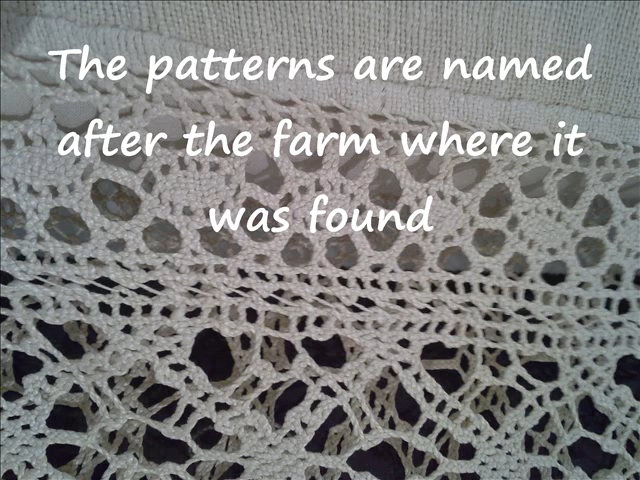 The patterns are named
after the farm where it
was found